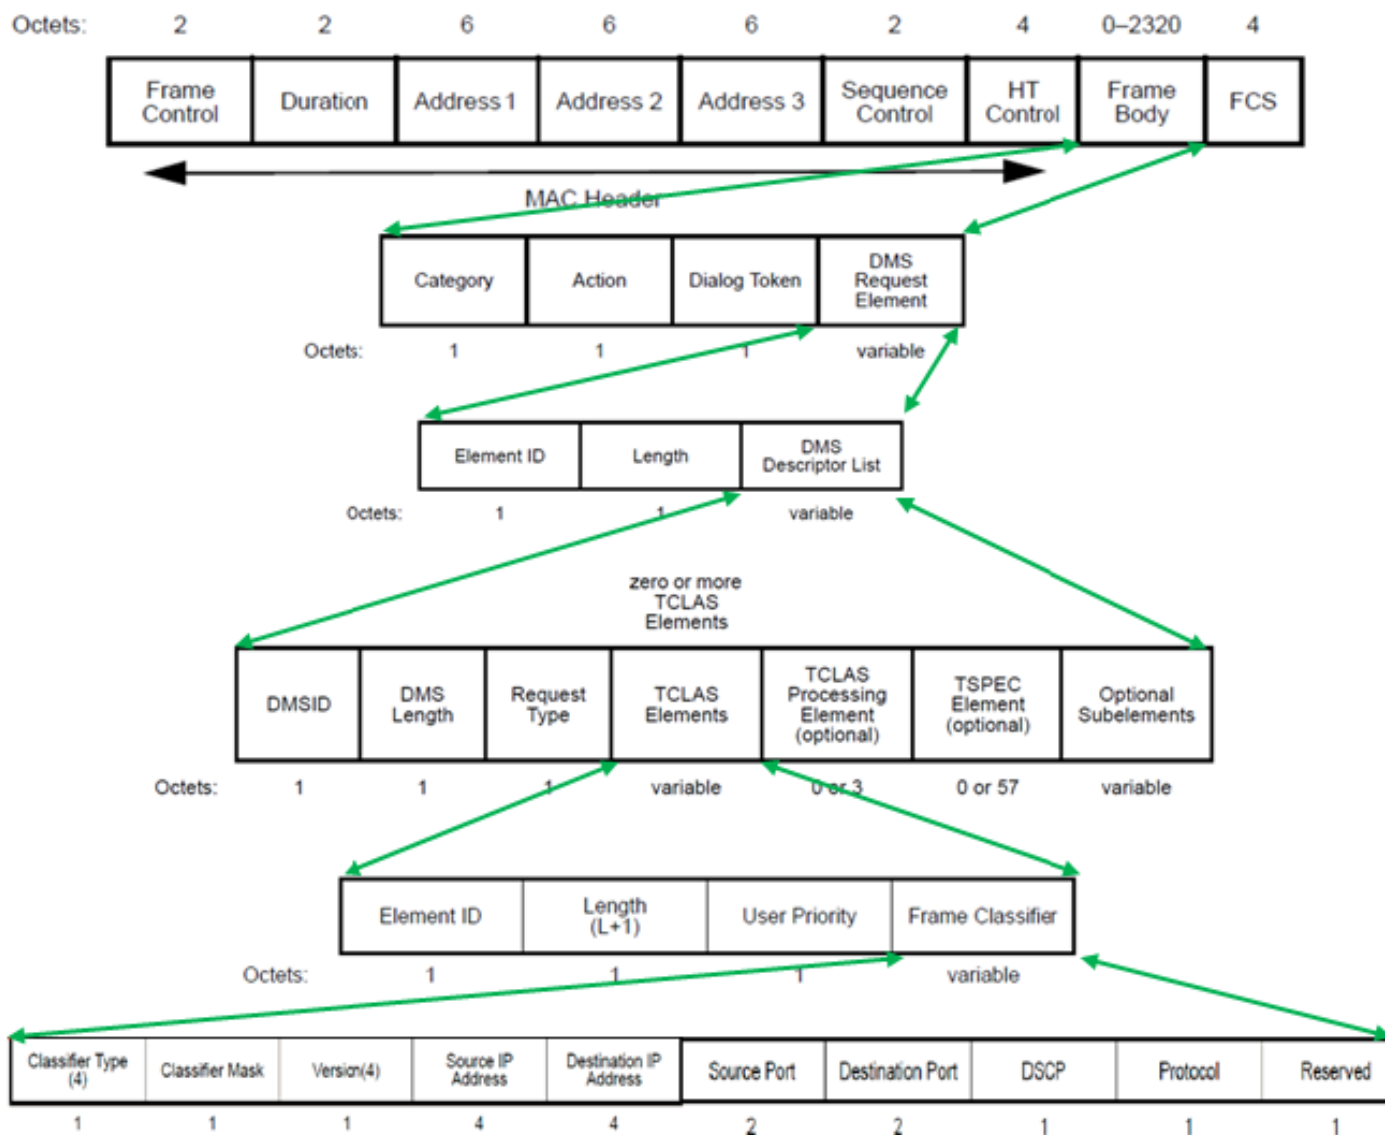 Octets: 2 2 6 6 6 2 4 0–2320 4
Frame Control Duration Address 1 Address 2 Address 3 Sequence Control HT Control Frame Body FCS
MAC Header
Category Action Dialog Token DMS Request Element
Octets: 1 1 1 variable
Element ID Length DMS Descriptor List
Octets: 1 1 variable
zero or more
TCLAS
Elements
DMSID DMS Length Request Type TCLAS Elements TCLAS Processing Element (optional) TSPEC Element (optional) Optional Subelements
Octets: 1 1 1 variable 0 or 3 0 or 57 variable
Element ID Length (L+1) User Priority Frame Classifier
Octets: 1 1 1 variable
Classifier Type (4) Classifier Mask Version(4) Source IP Address Destination IP Address Source Port Destination Port DSCP Protocol Reserved
1 1 1 4 4 2 2 1 1 1